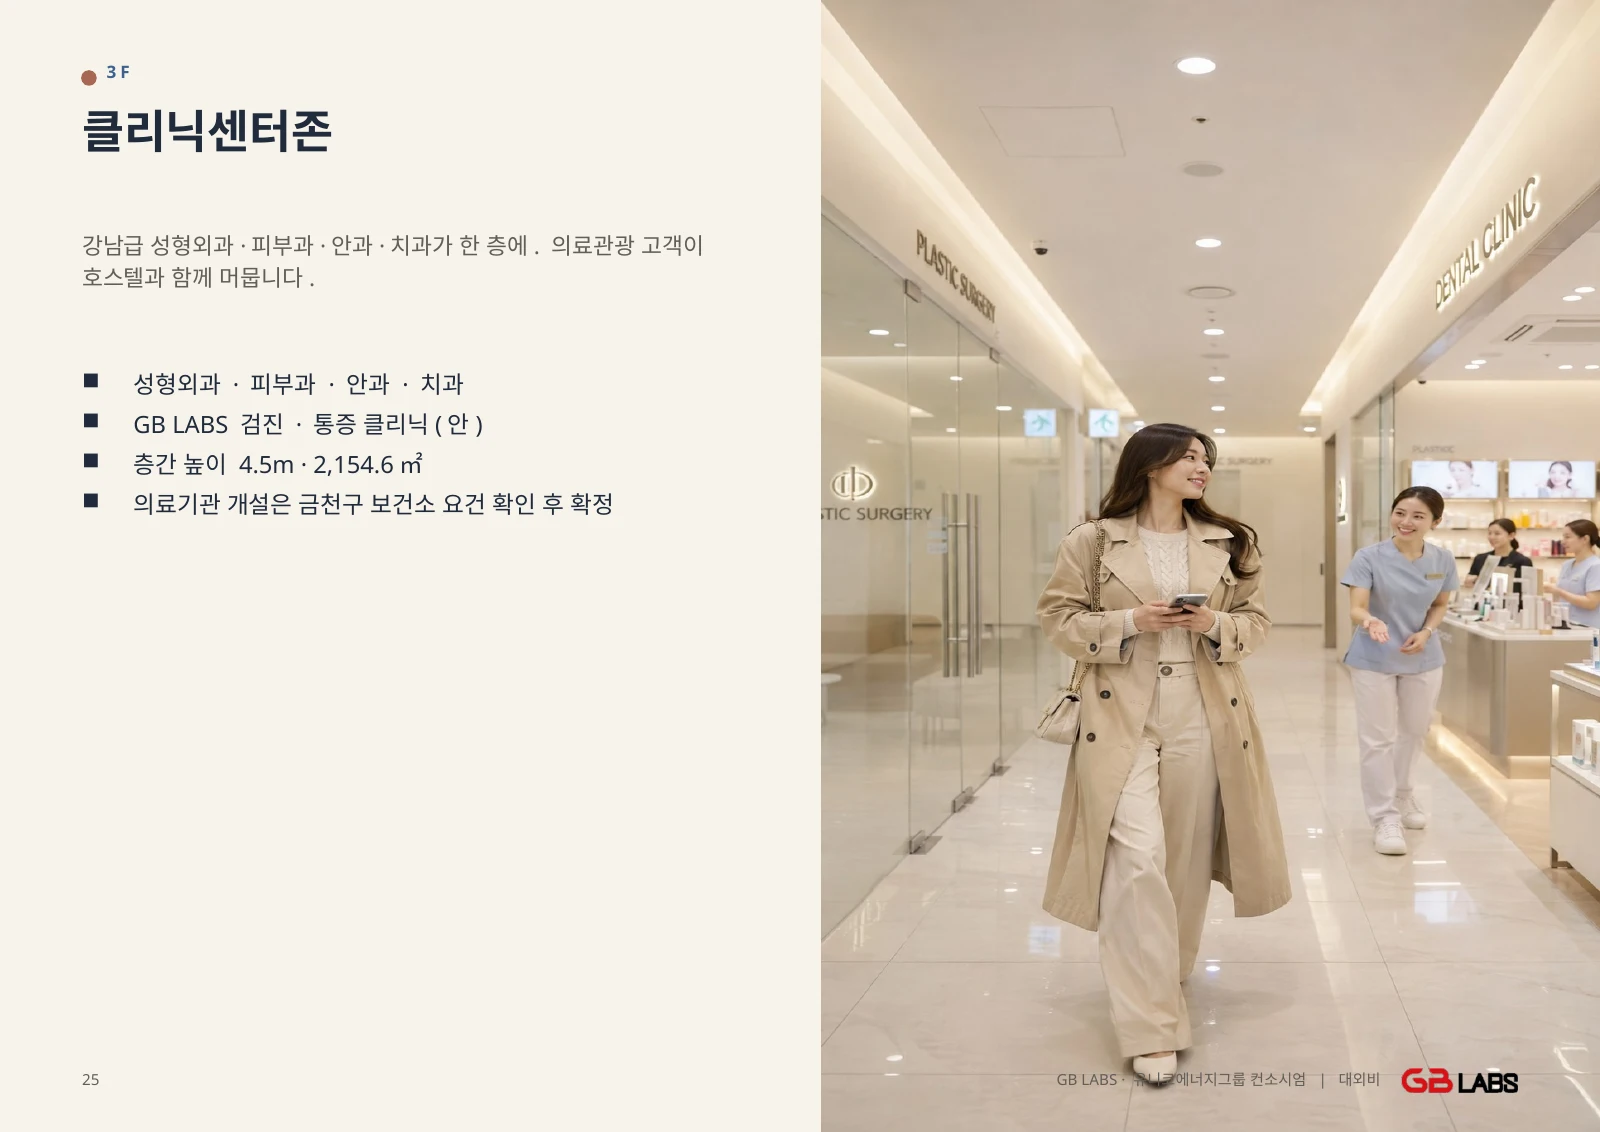 3F
클리닉센터존
강남급 성형외과 · 피부과 · 안과 · 치과가 한 층에 . 의료관광 고객이
호스텔과 함께 머뭅니다 .
■ 성형외과 · 피부과 · 안과 · 치과
■ GB LABS 검진 · 통증 클리닉 ( 안 )
■ 층간 높이 4.5m · 2,154.6 ㎡
■ 의료기관 개설은 금천구 보건소 요건 확인 후 확정
PLASTIC SURGERY
DENTAL CLINIC
PLASTIC
SURGERY
STIC SURGERY
25
GB LABS · 유니코에너지그룹 컨소시엄 | 대외비
GB LABS